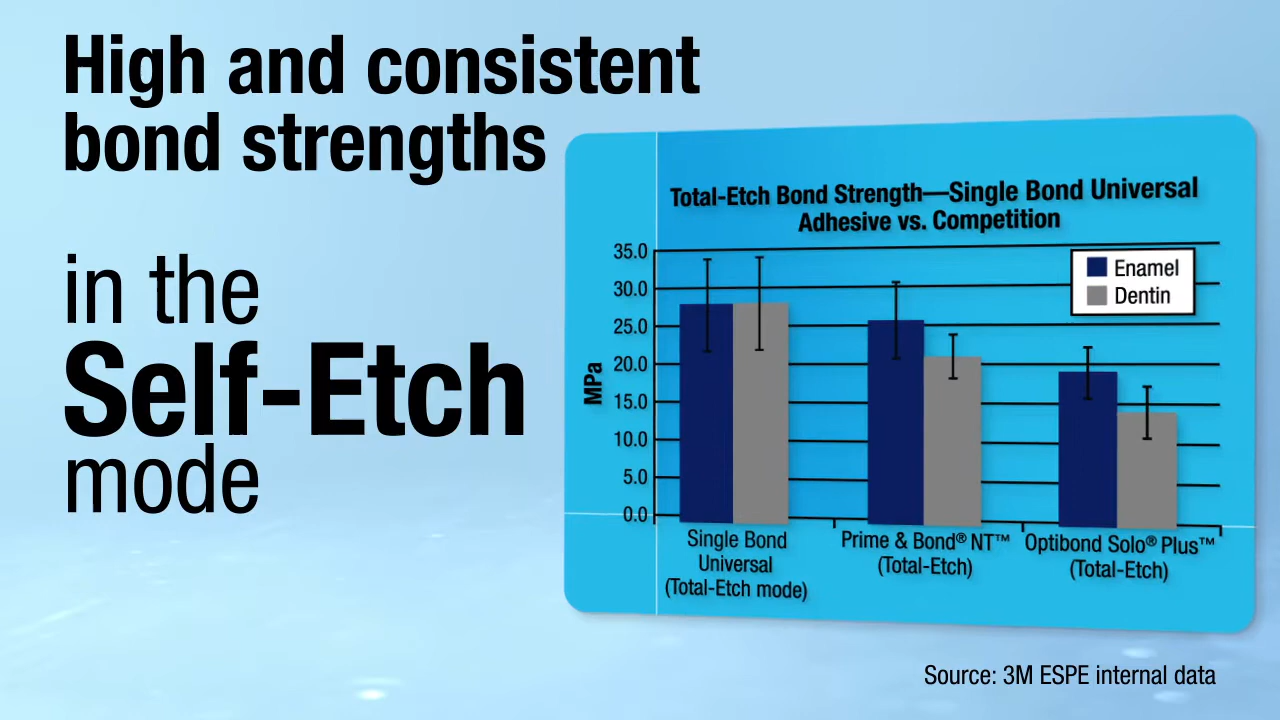 High and consistent
bond strengths
in the
Self-Etch
mode
Total-Etch Bond Strength—Single Bond Universal
Adhesive vs. Competition
35.0
30.0
25.0
20.0
15.0
10.0
5.0
0.0
MPa
Enamel
Dentin
Single Bond
Universal
(Total-Etch mode)
Prime & Bond® NT™
(Total-Etch)
Optibond Solo® Plus™
(Total-Etch)
Source: 3M ESPE internal data